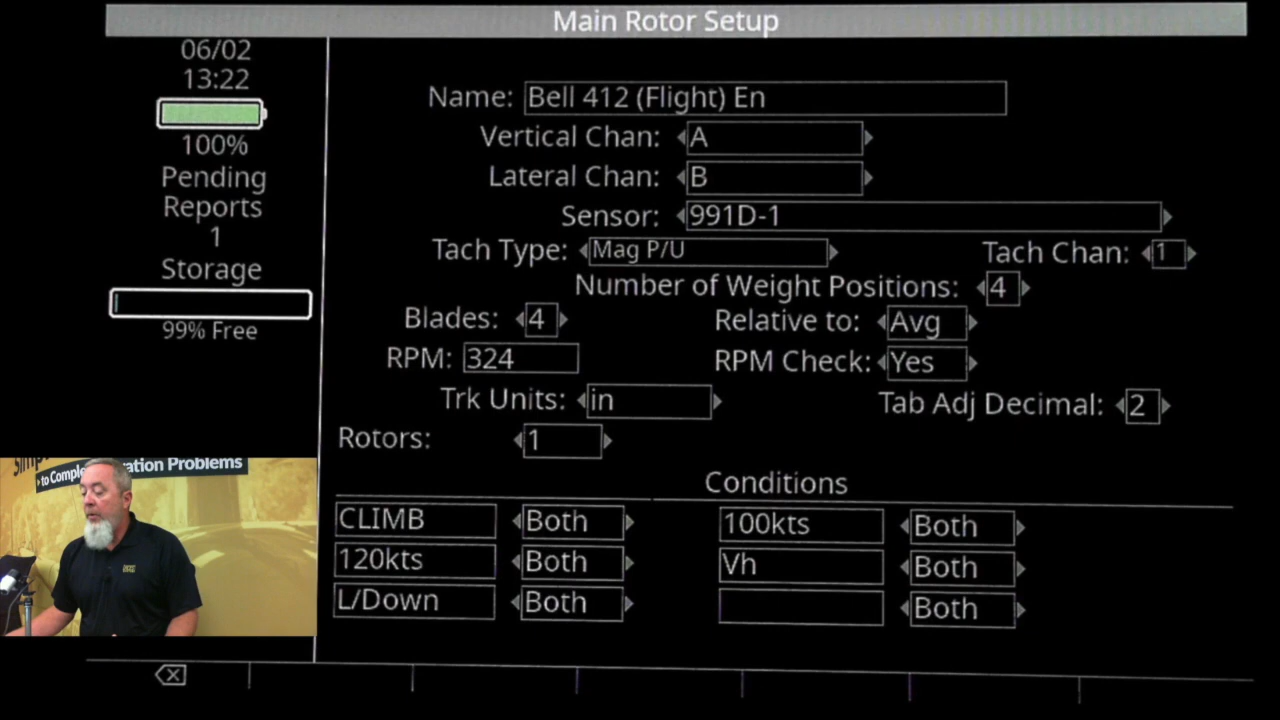 Main Rotor Setup
06/02
13:22
100%
Pending
Reports
1
Storage
99% Free
Name: Bell 412 (Flight) En
Vertical Chan: A
Lateral Chan: B
Sensor: 991D-1
Tach Type: Mag P/U Tach Chan: 1
Number of Weight Positions: 4
Blades: 4 Relative to: Avg
RPM: 324 RPM Check: Yes
Trk Units: in Tab Adj Decimal: 2
Rotors: 1
Conditions
CLIMB Both 100kts Both
120kts Both Vh Both
L/Down Both Both
Problems